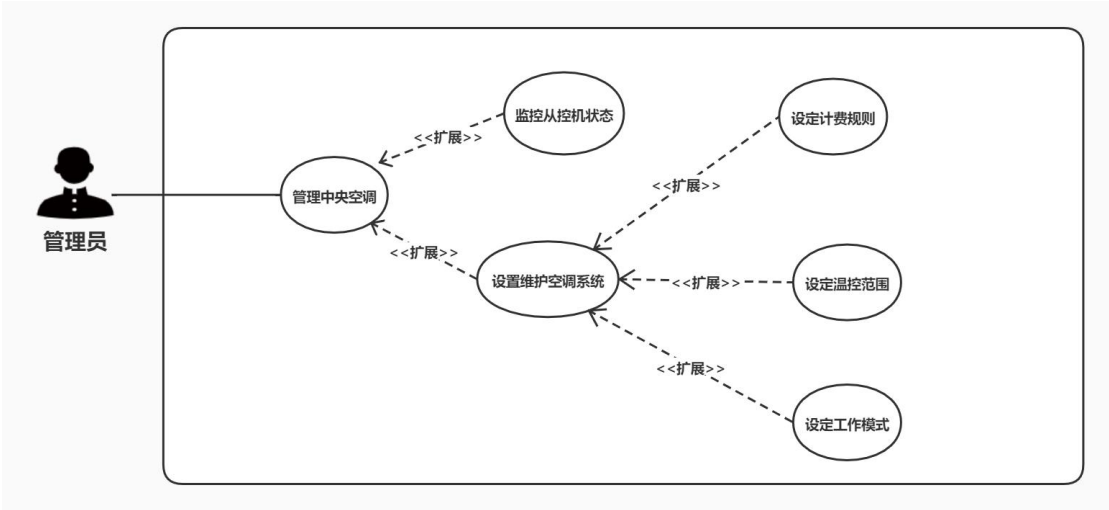 监控从控机状态
设定计费规则
<<扩展>>
<<扩展>>
管理中央空调
管理员
<<扩展>>
设置维护空调系统
<<扩展>>
设定温控范围
<<扩展>>
设定工作模式